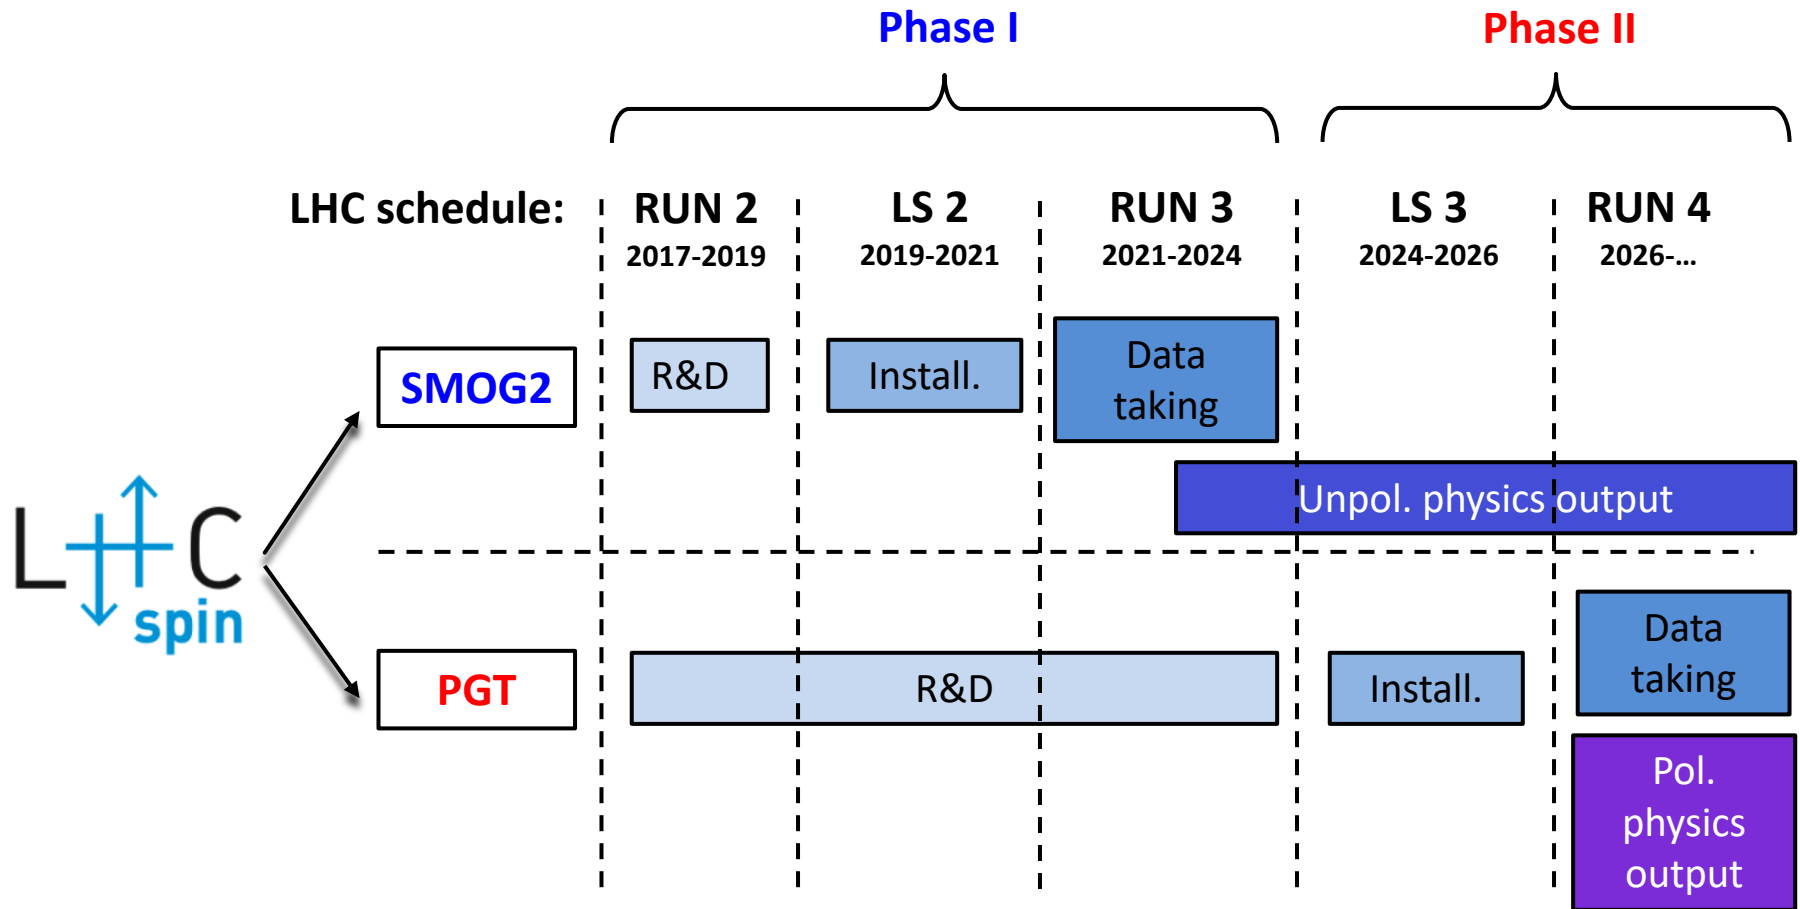 Phase I
Phase II
LHC schedule:
RUN 2
LS 2
RUN 3
LS 3
RUN 4
2017-2019
2019-2021
2021-2024
2024-2026
2026-...
SMOG2
R&D
Install.
Data
taking
Unpol. physics output
LHC
spin
PGT
R&D
Install.
Data
taking
Pol.
physics
output